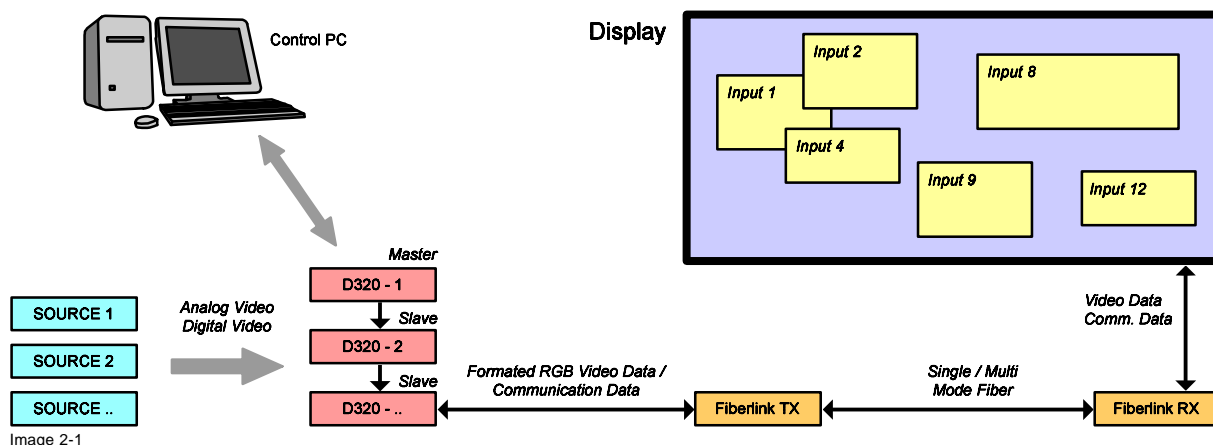 Control PC
Display
Input 2
Input 8
Input 1
Input 4
Input 9
Input 12
Master
D320 - 1
Slave
D320 - 2
Slave
D320 - ..
SOURCE 1
SOURCE 2
SOURCE ..
Analog Video
Digital Video
Formated RGB Video Data /
Communication Data
Fiberlink TX
Single / Multi
Mode Fiber
Fiberlink RX
Video Data
Comm. Data
Image 2-1